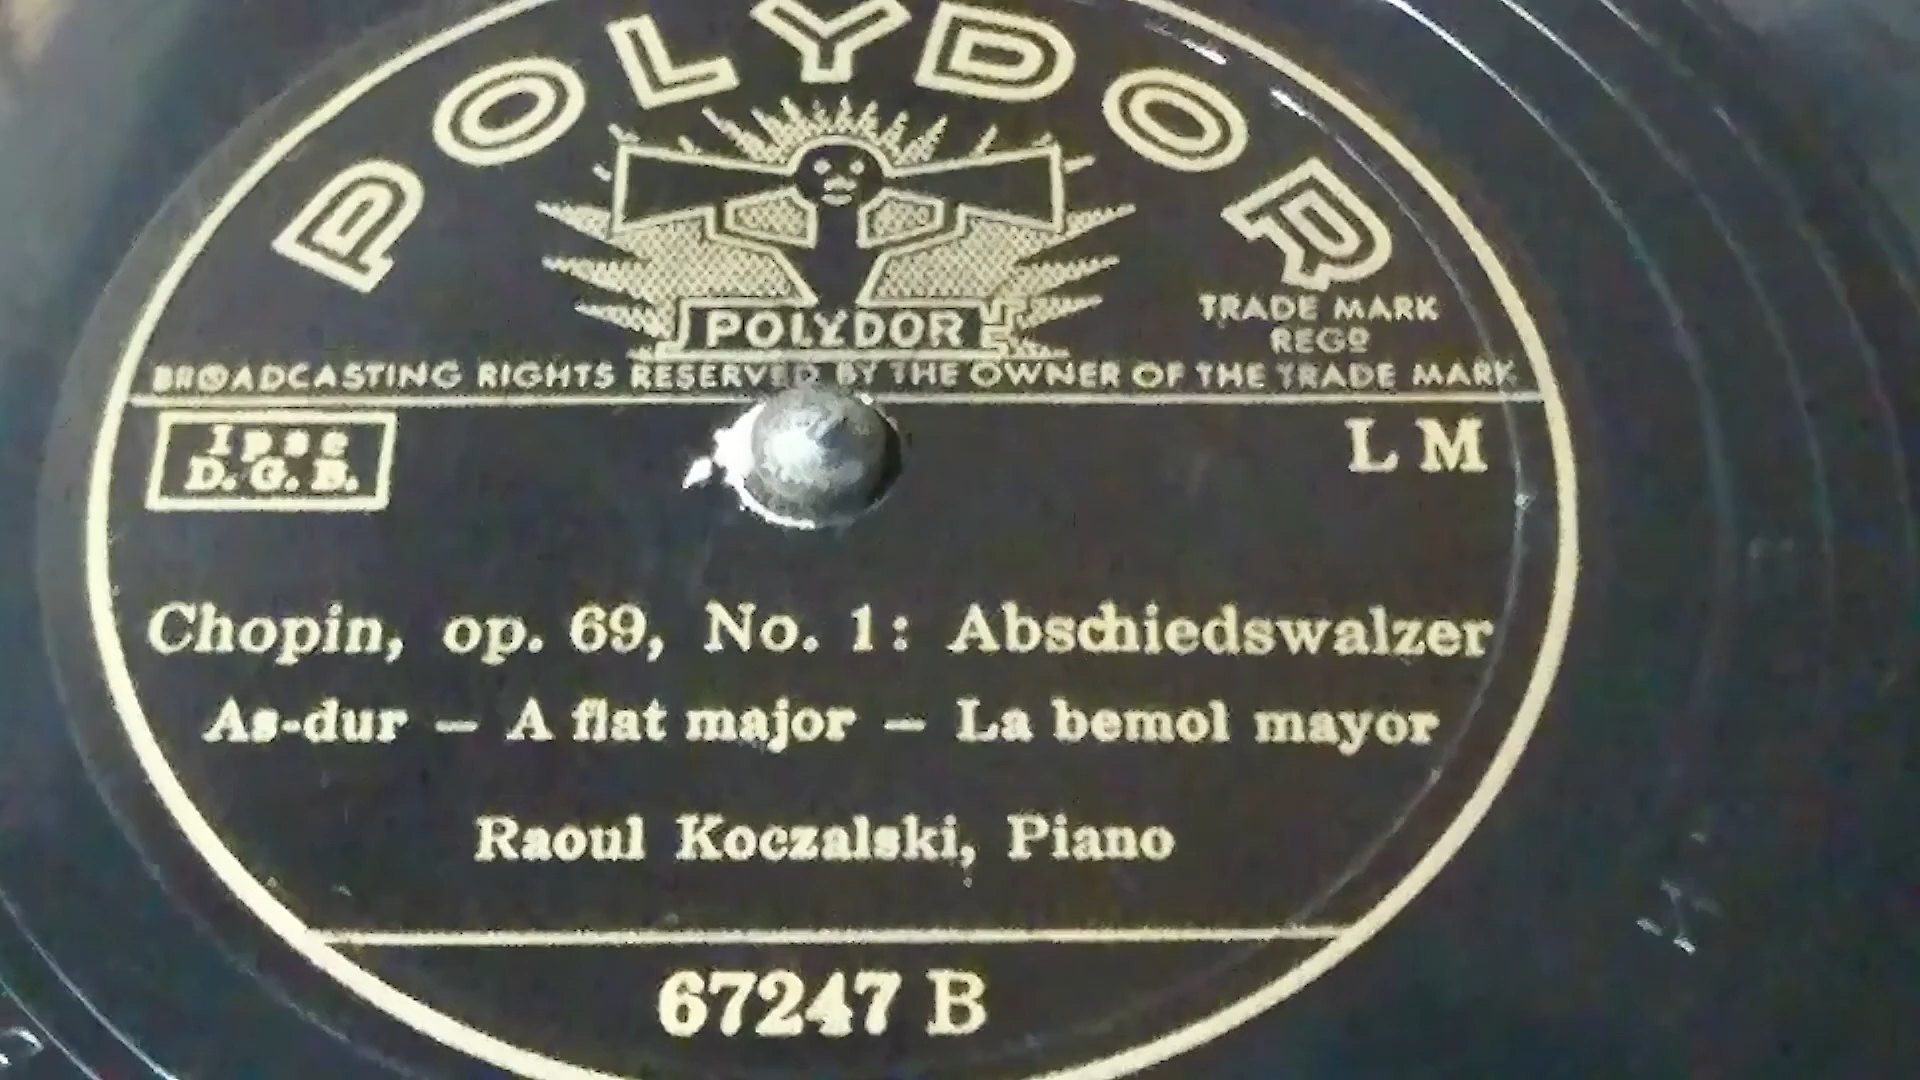 POLYDOR
POLYDOR
TRADE MARK
REGD
BROADCASTING RIGHTS RESERVED BY THE OWNER OF THE TRADE MARK
D. G. B.
L M
Chopin, op. 69, No. 1: Abschiedswalzer
As-dur — A flat major — La bemol mayor
Raoul Koczalski, Piano
67247 B